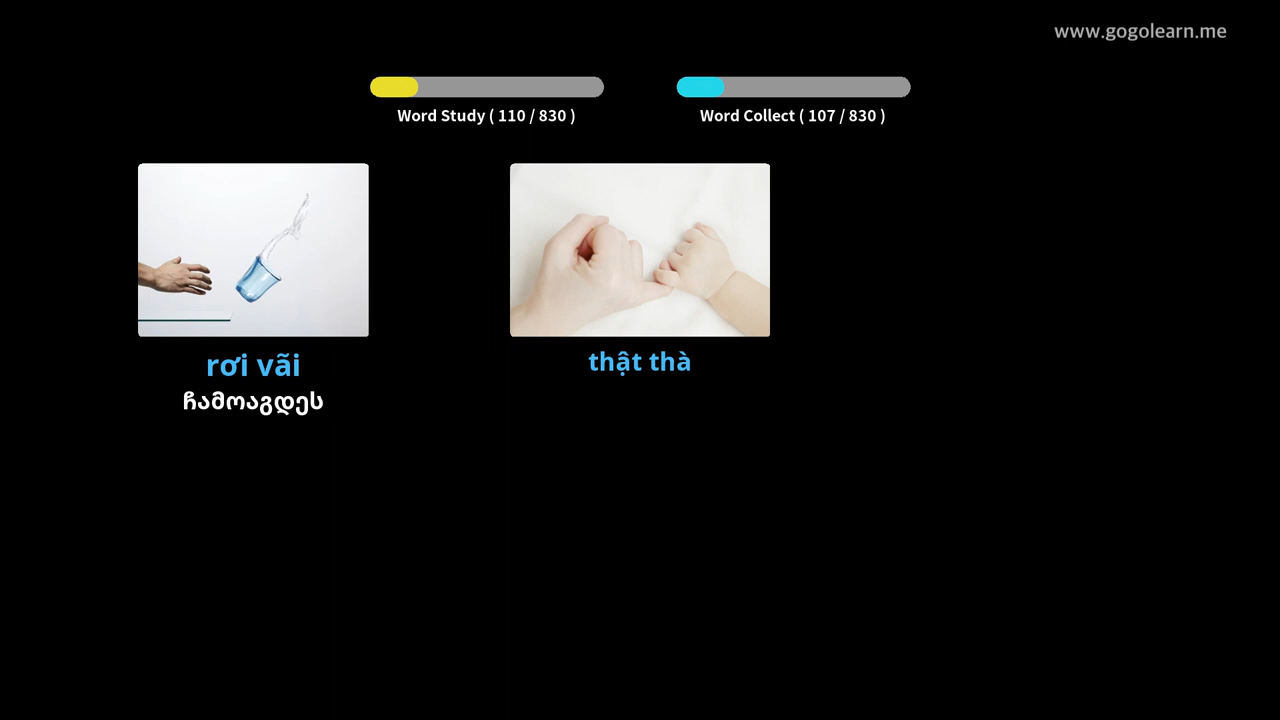 www.gogolearn.me
Word Study ( 110 / 830 )
Word Collect ( 107 / 830 )
rơi vãi
ჩამოაგდეს
thật thà